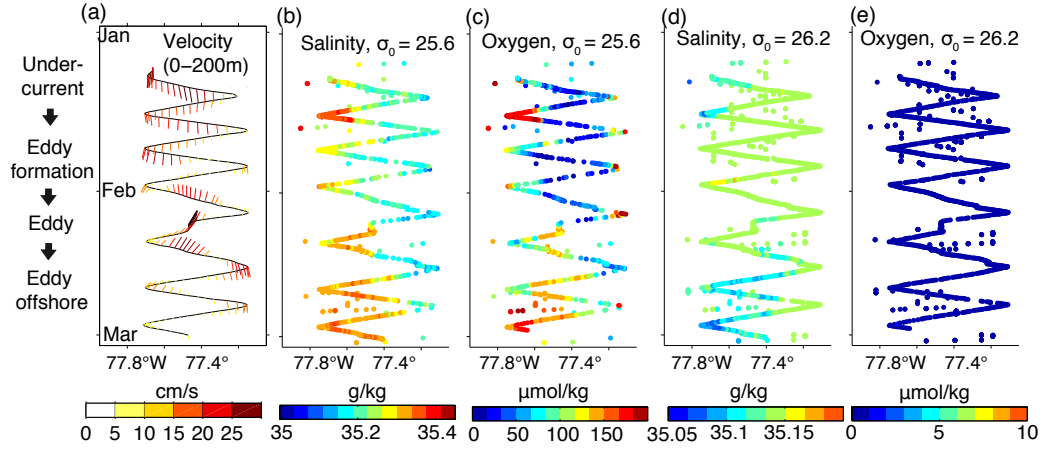 (a)
(b)
(c)
(d)
(e)
Jan
Velocity
(0–200m)
Salinity, σ0 = 25.6
Oxygen, σ0 = 25.6
Salinity, σ0 = 26.2
Oxygen, σ0 = 26.2
Under-
current
Eddy
formation
Feb
Eddy
Eddy
offshore
Mar
77.8°W 77.4°
77.8°W 77.4°
77.8°W 77.4°
77.8°W 77.4°
77.8°W 77.4°
cm/s
0 5 10 15 20 25
g/kg
35 35.2 35.4
µmol/kg
0 50 100 150
g/kg
35.05 35.1 35.15
µmol/kg
0 5 10